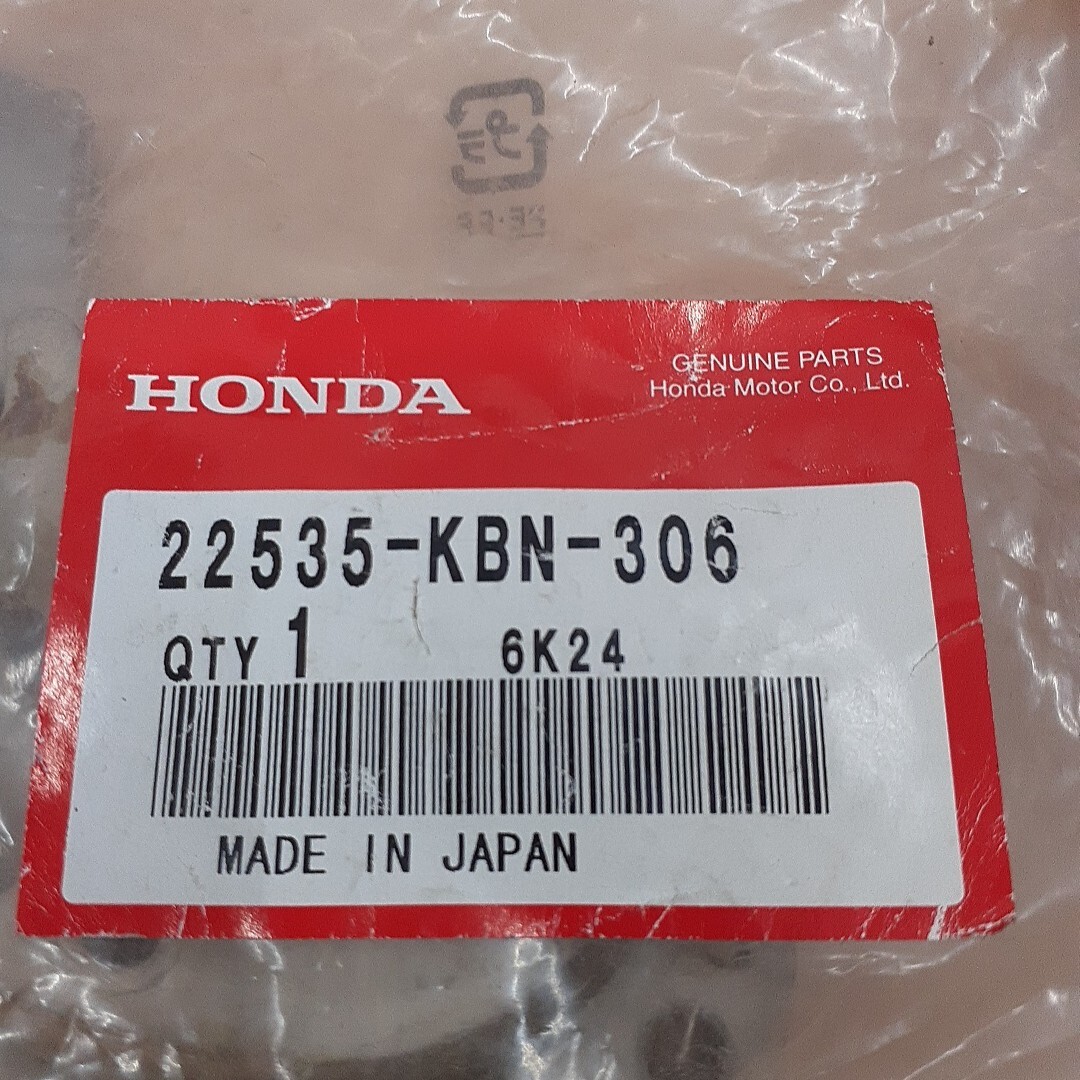 HONDA
GENUINE PARTS
Honda Motor Co., Ltd.
22535-KBN-306
QTY 1 6K24
MADE IN JAPAN